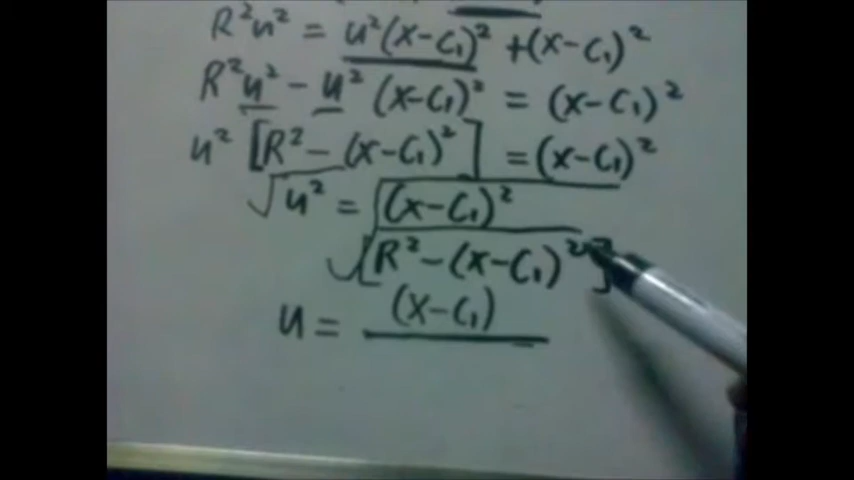 R²u² = u²(x-C₁)² + (x-C₁)²
R²u² - u²(x-C₁)² = (x-C₁)²
u² [R² - (x-C₁)²] = (x-C₁)²
√u² = √(x-C₁)²
√[R² - (x-C₁)²]
u = (x-C₁)